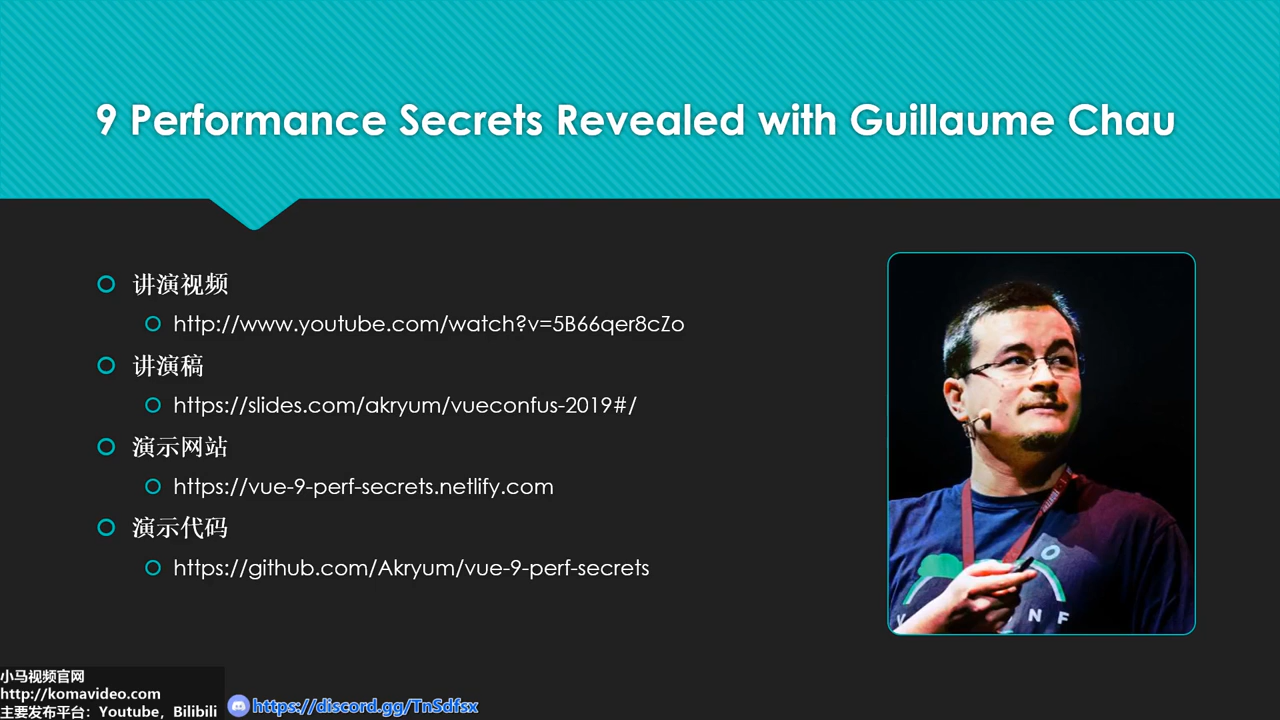 9 Performance Secrets Revealed with Guillaume Chau
讲演视频
http://www.youtube.com/watch?v=5B66qer8cZo
讲演稿
https://slides.com/akryum/vueconfus-2019#/
演示网站
https://vue-9-perf-secrets.netlify.com
演示代码
https://github.com/Akryum/vue-9-perf-secrets
小马视频官网
http://komavideo.com
主要发布平台：Youtube，Bilibili
https://discord.gg/TnSdfsx